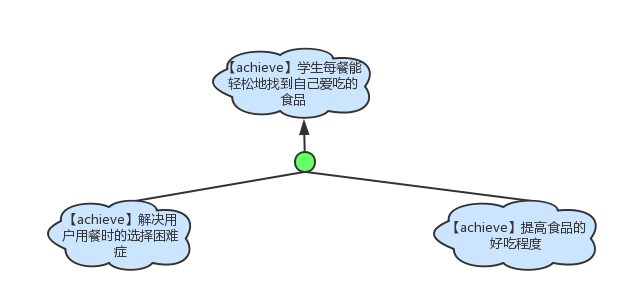 【achieve】学生每餐能
轻松地找到自己爱吃的
食品
【achieve】解决用
户用餐时的选择困难
症
【achieve】提高食品的
好吃程度